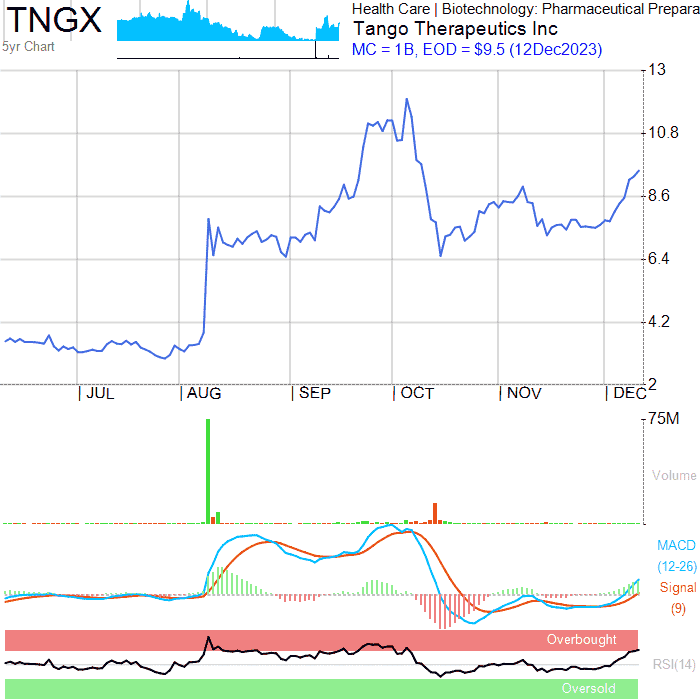 TNGX
5yr Chart
Health Care | Biotechnology: Pharmaceutical Prepara
Tango Therapeutics Inc
MC = 1B, EOD = $9.5 (12Dec2023)
13
10.8
8.6
6.4
4.2
2
| JUL | AUG | SEP | OCT | NOV | DEC
75M
Volume
MACD
(12-26)
Signal
(9)
Overbought
RSI(14)
Oversold